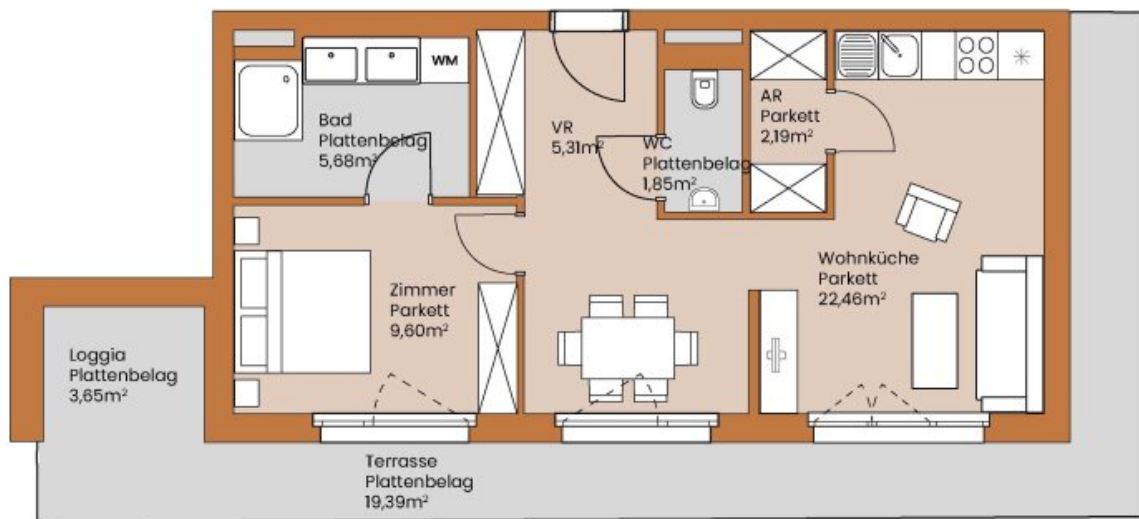 WM
Bad
Plattenbelag
5,68m²
VR
5,31m²
WC
Plattenbelag
1,85m²
AR
Parkett
2,19m²
Zimmer
Parkett
9,60m²
Wohnküche
Parkett
22,46m²
Loggia
Plattenbelag
3,65m²
Terrasse
Plattenbelag
19,39m²